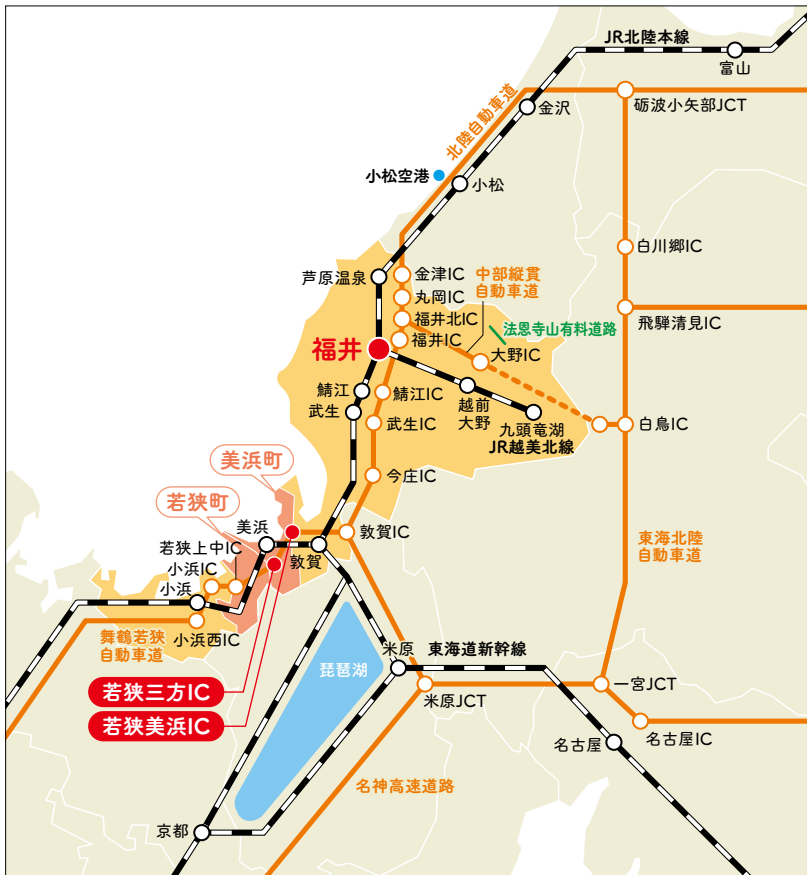 JR北陸本線
富山
北陸自動車道
金沢
砺波小矢部JCT
小松空港
小松
白川郷IC
芦原温泉
金津IC
中部縦貫
自動車道
丸岡IC
福井北IC
法恩寺山有料道路
飛騨清見IC
福井
福井IC
大野IC
鯖江
鯖江IC
越前
大野
武生
武生IC
九頭竜湖
JR越美北線
白鳥IC
美浜町
今庄IC
若狭町
美浜
敦賀IC
東海北陸
自動車道
若狭上中IC
敦賀
小浜IC
小浜
舞鶴若狭
自動車道
小浜西IC
米原
東海道新幹線
琵琶湖
若狭三方IC
米原JCT
一宮JCT
若狭美浜IC
名古屋
名古屋IC
名神高速道路
京都